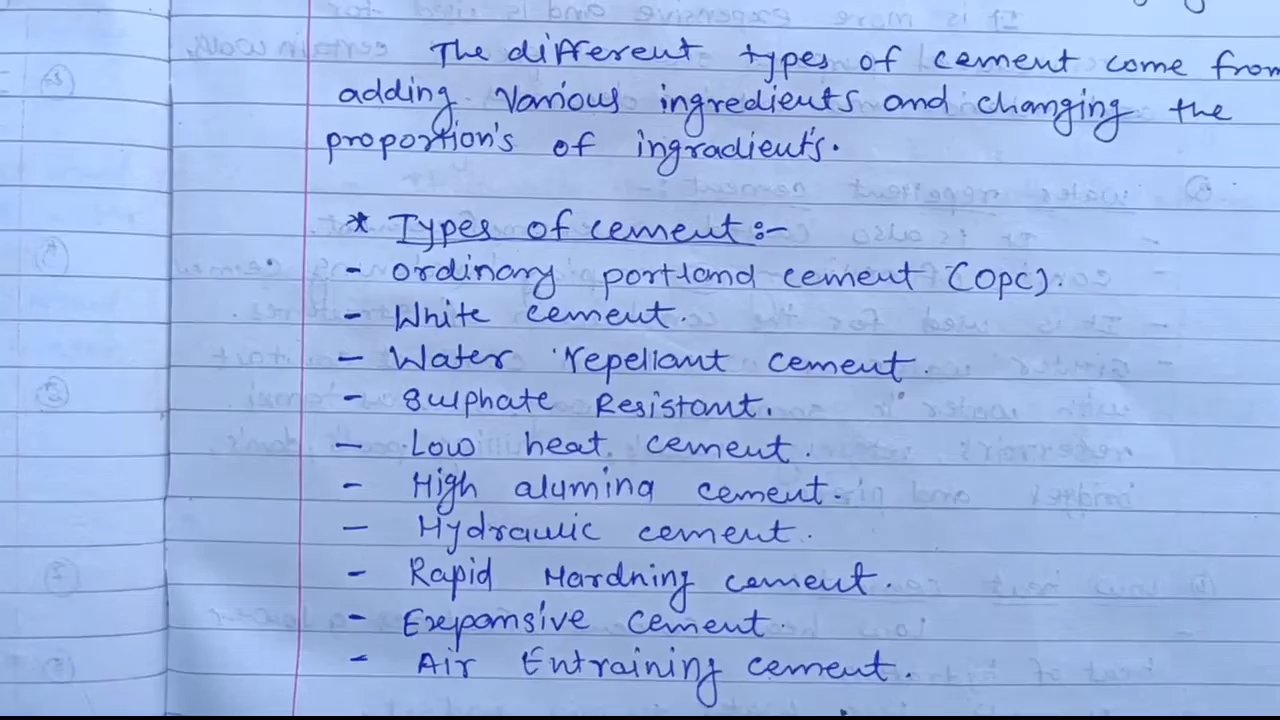 The different types of cement come from
adding various ingredients and changing the
proportion's of ingradient's.
* Types of cement :-
- ordinary portland cement (OPC).
- White cement.
- Water repellant cement.
- Sulphate Resistant.
- Low heat cement.
- High alumina cement.
- Hydraulic cement.
- Rapid Hardning cement.
- Expansive cement.
- Air Entraining cement.